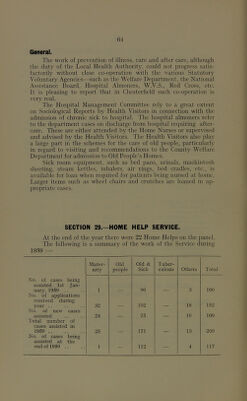 64
General.
The work of prevention of illness, care and after care, although
the duty of the Local Health Authority, could not progress satis-
factorily without close co-operation with the various Statutory
Voluntary Agencies—such as the Welfare Department, the National
Assistance Board, Hospital Almoners, W.V.S., Red Cross, etc.
It is pleasing to report that in Chesterfield such co-operation is
very real.
The Hospital Management Committee rely to a great extent
on Sociological Reports by Health Visitors in connection with the
admission of chronic sick to hospital. The hospital almoners refer
to the department cases on discharge from hospital requiring after-
care. These are either attended by the Home Nurses or supervised
and advised by the Health Visitors. The Health Visitors also play
a large part in the schemes for the care of old people, particularly
in regard to visiting and recommendations to the County Welfare
Department for admission to Old People's Homes.
Sick room equipment, such as bed pans, urinals, mackintosh
sheeting, steam kettles, inhalers, air rings, bed cradles, etc., is
available for loan when required for patients being nursed at home.
Larger items such as wheel chairs and crutches are loaned in ap-
propriate cases.
SECTION 29.—HOME HELP SERVICE.
At the end of the year there were 22 Home Helps on the panel.
The following is a summary of the work of the Service during
1959 :—
Mater-nity Old people Old & Sick Tuber-culous Others Total
No. of cases being
assisted 1st Jan-
uary, 1959 1 — 96 — 3 100
No. of applications
received during
year 32 — 102 — 18 152
No. of new cases
assisted 24 — 75 — 10 109
Total number of
cases assisted in
1959 25 — 171 — 13 209
No. of cases being
assisted at the
end of 1959 1 — 112 — 4 117